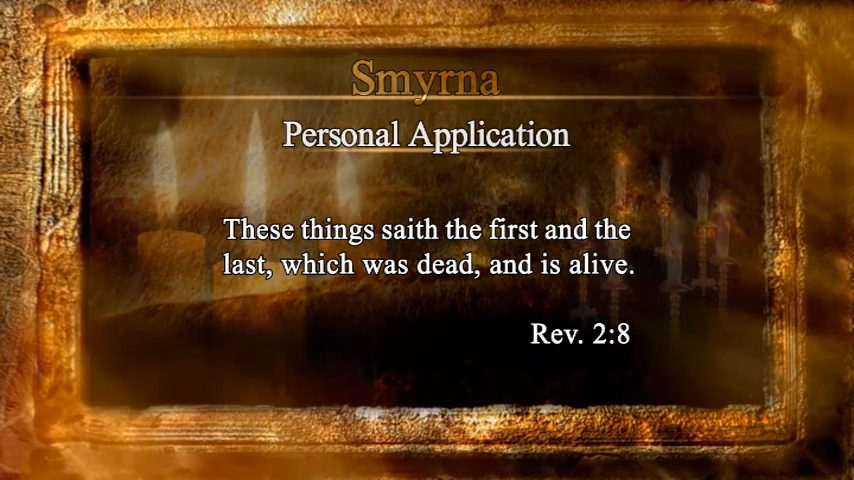 Smyrna
Personal Application
These things saith the first and the
last, which was dead, and is alive.
Rev. 2:8